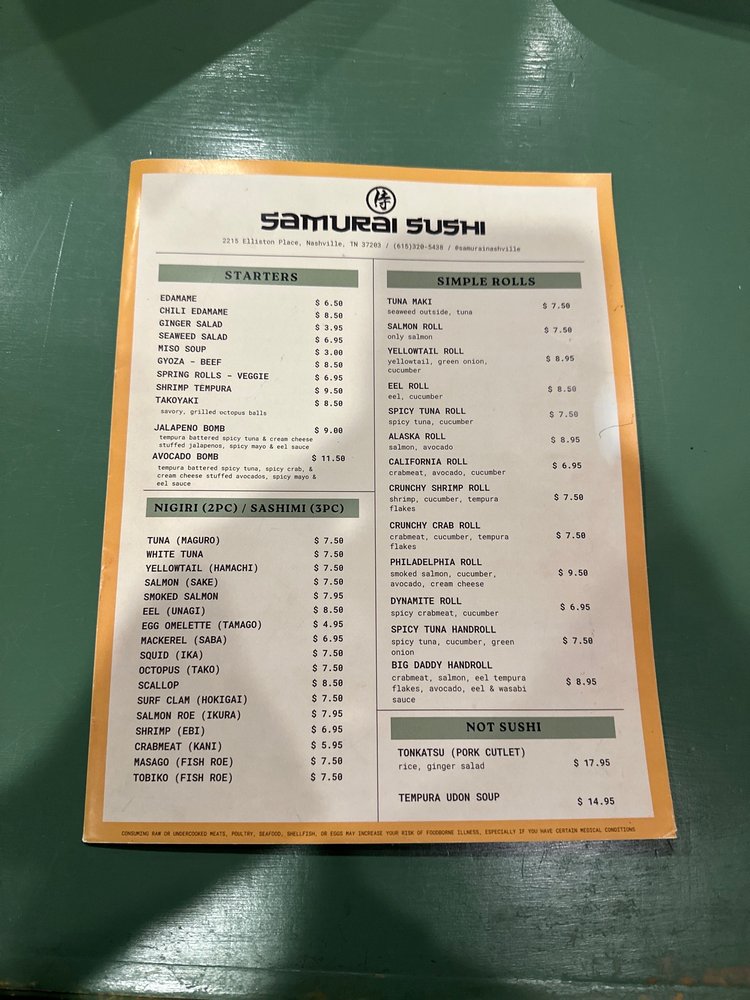 侍
SAMURAI SUSHI
2215 Elliston Place, Nashville, TN 37203 / (615)320-5438 / @samurainashville
STARTERS
EDAMAME $ 6.50
CHILI EDAMAME $ 8.50
GINGER SALAD $ 3.95
SEAWEED SALAD $ 6.95
MISO SOUP $ 3.00
GYOZA - BEEF $ 8.50
SPRING ROLLS - VEGGIE $ 6.95
SHRIMP TEMPURA $ 9.50
TAKOYAKI $ 8.50
savory, grilled octopus balls
JALAPENO BOMB $ 9.00
tempura battered spicy tuna & cream cheese
stuffed jalapenos, spicy mayo & eel sauce
AVOCADO BOMB $ 11.50
tempura battered spicy tuna, spicy crab, &
cream cheese stuffed avocados, spicy mayo &
eel sauce
NIGIRI (2PC) / SASHIMI (3PC)
TUNA (MAGURO) $ 7.50
WHITE TUNA $ 7.50
YELLOWTAIL (HAMACHI) $ 7.50
SALMON (SAKE) $ 7.50
SMOKED SALMON $ 7.95
EEL (UNAGI) $ 8.50
EGG OMELETTE (TAMAGO) $ 4.95
MACKEREL (SABA) $ 6.95
SQUID (IKA) $ 7.50
OCTOPUS (TAKO) $ 7.50
SCALLOP $ 8.50
SURF CLAM (HOKIGAI) $ 7.50
SALMON ROE (IKURA) $ 7.95
SHRIMP (EBI) $ 6.95
CRABMEAT (KANI) $ 5.95
MASAGO (FISH ROE) $ 7.50
TOBIKO (FISH ROE) $ 7.50
SIMPLE ROLLS
TUNA MAKI $ 7.50
seaweed outside, tuna
SALMON ROLL $ 7.50
only salmon
YELLOWTAIL ROLL $ 8.95
yellowtail, green onion,
cucumber
EEL ROLL $ 8.50
eel, cucumber
SPICY TUNA ROLL $ 7.50
spicy tuna, cucumber
ALASKA ROLL $ 8.95
salmon, avocado
CALIFORNIA ROLL $ 6.95
crabmeat, avocado, cucumber
CRUNCHY SHRIMP ROLL $ 7.50
shrimp, cucumber, tempura
flakes
CRUNCHY CRAB ROLL $ 7.50
crabmeat, cucumber, tempura
flakes
PHILADELPHIA ROLL $ 9.50
smoked salmon, cucumber,
avocado, cream cheese
DYNAMITE ROLL $ 6.95
spicy crabmeat, cucumber
SPICY TUNA HANDROLL $ 7.50
spicy tuna, cucumber, green
onion
BIG DADDY HANDROLL $ 8.95
crabmeat, salmon, eel tempura
flakes, avocado, eel & wasabi
sauce
NOT SUSHI
TONKATSU (PORK CUTLET) $ 17.95
rice, ginger salad
TEMPURA UDON SOUP $ 14.95
CONSUMING RAW OR UNDERCOOKED MEATS, POULTRY, SEAFOOD, SHELLFISH, OR EGGS MAY INCREASE YOUR RISK OF FOODBORNE ILLNESS, ESPECIALLY IF YOU HAVE CERTAIN MEDICAL CONDITIONS